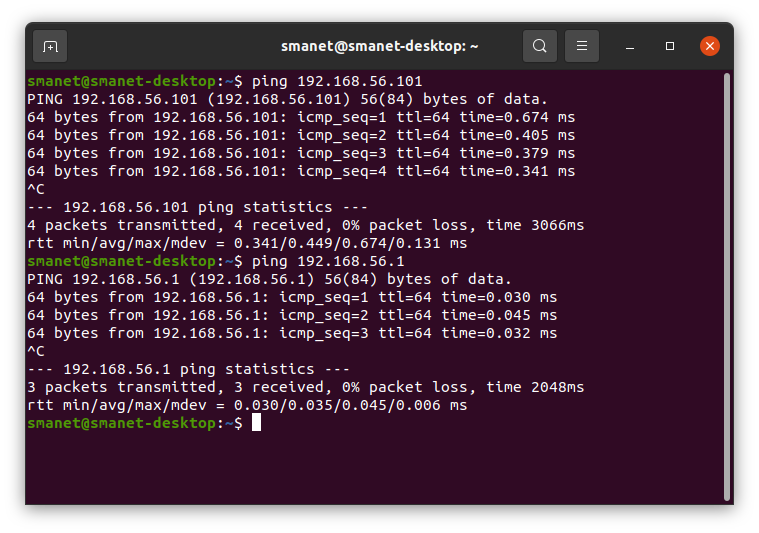 smanet@smanet-desktop: ~
smanet@smanet-desktop:~$ ping 192.168.56.101
PING 192.168.56.101 (192.168.56.101) 56(84) bytes of data.
64 bytes from 192.168.56.101: icmp_seq=1 ttl=64 time=0.674 ms
64 bytes from 192.168.56.101: icmp_seq=2 ttl=64 time=0.405 ms
64 bytes from 192.168.56.101: icmp_seq=3 ttl=64 time=0.379 ms
64 bytes from 192.168.56.101: icmp_seq=4 ttl=64 time=0.341 ms
^C
--- 192.168.56.101 ping statistics ---
4 packets transmitted, 4 received, 0% packet loss, time 3066ms
rtt min/avg/max/mdev = 0.341/0.449/0.674/0.131 ms
smanet@smanet-desktop:~$ ping 192.168.56.1
PING 192.168.56.1 (192.168.56.1) 56(84) bytes of data.
64 bytes from 192.168.56.1: icmp_seq=1 ttl=64 time=0.030 ms
64 bytes from 192.168.56.1: icmp_seq=2 ttl=64 time=0.045 ms
64 bytes from 192.168.56.1: icmp_seq=3 ttl=64 time=0.032 ms
^C
--- 192.168.56.1 ping statistics ---
3 packets transmitted, 3 received, 0% packet loss, time 2048ms
rtt min/avg/max/mdev = 0.030/0.035/0.045/0.006 ms
smanet@smanet-desktop:~$